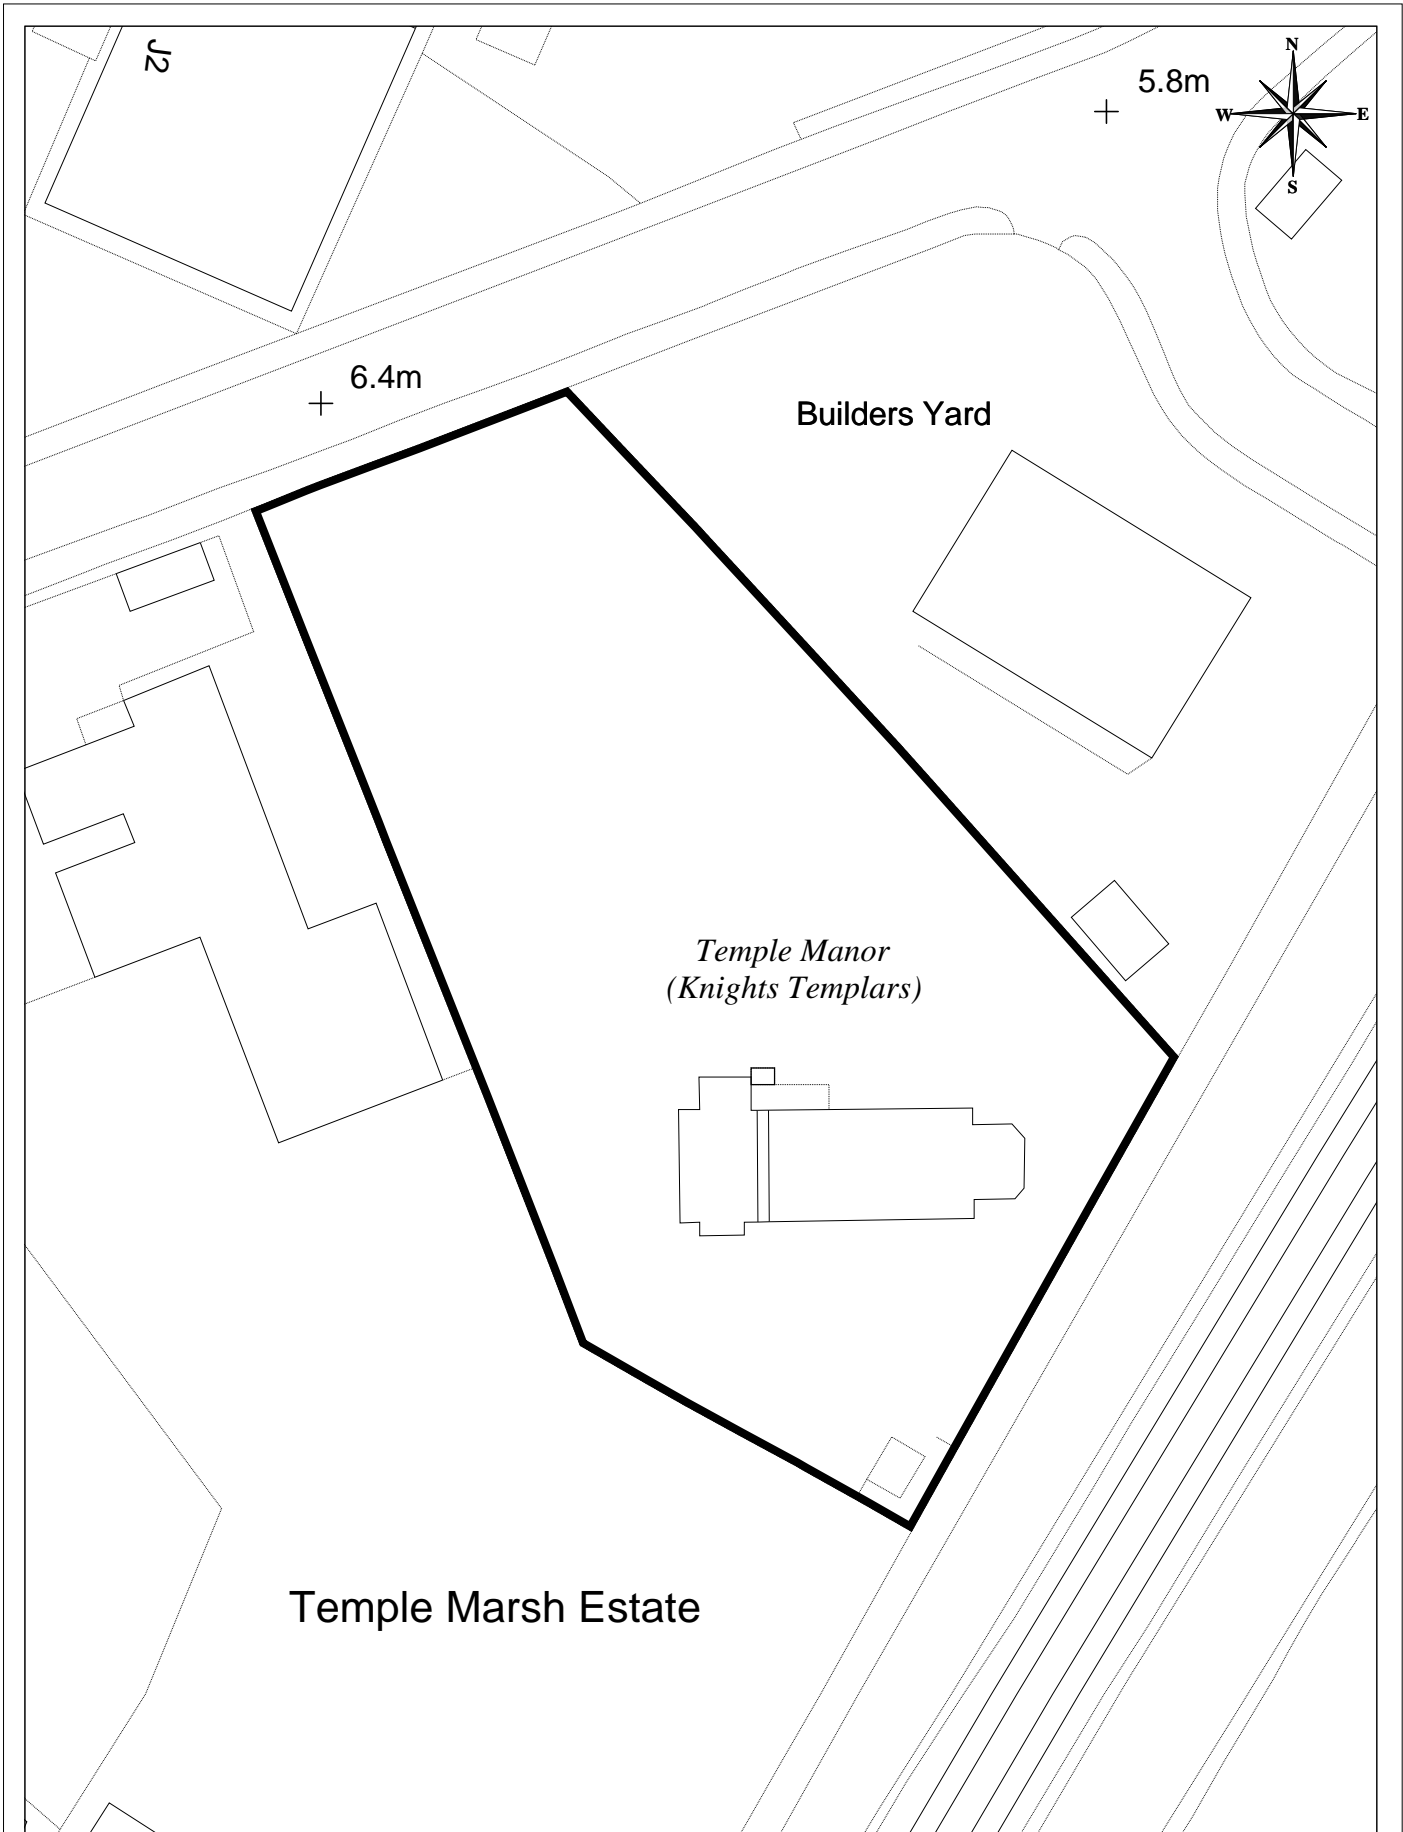 J2
5.8m
N
W
E
S
6.4m
Builders Yard
Temple Manor
(Knights Templars)
Temple Marsh Estate